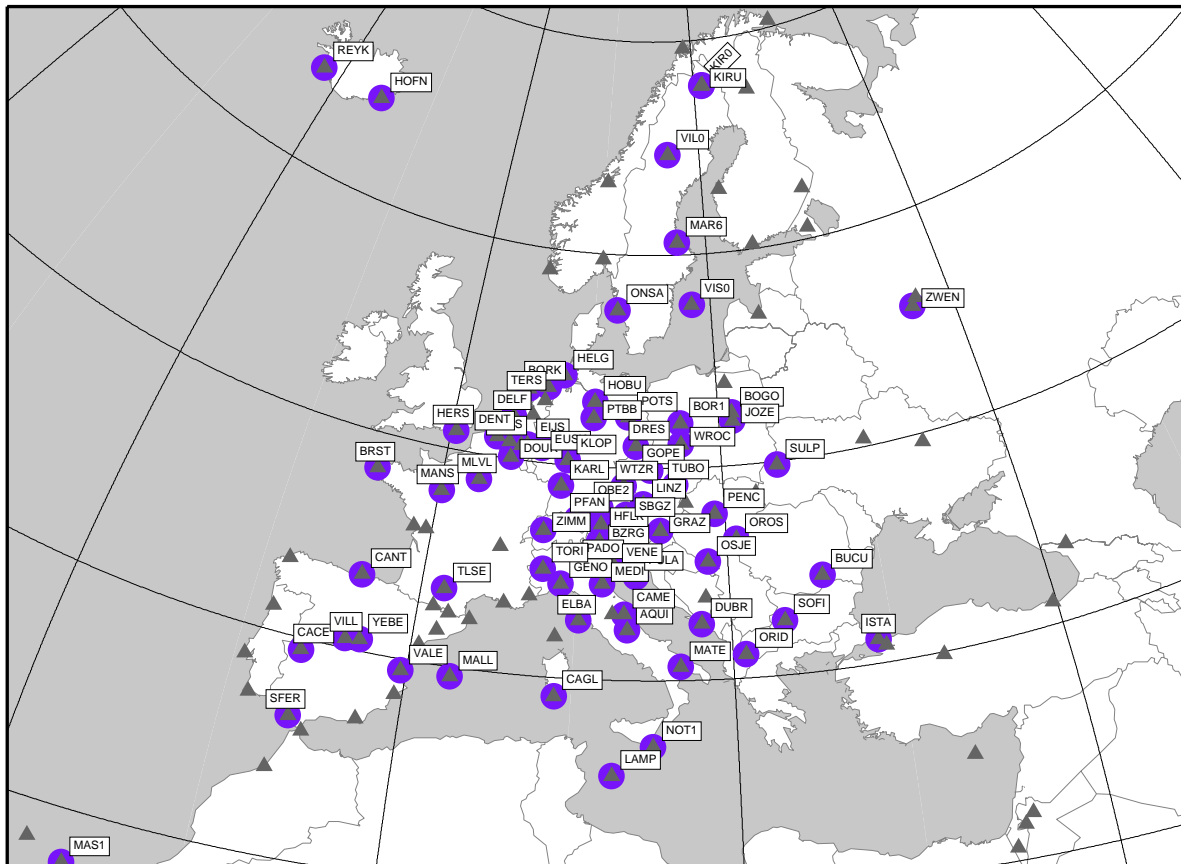 REYK
HOFN
KIR0
KIRU
VIL0
MAR6
ONSA
VIS0
ZWEN
HELG
BORK
TERS
HOBU
DELF
POTS
PTBB
BOGO
BOR1
JOZE
HERS
DENT
EIJS
DRES
WROC
EUS
KLOP
DOUR
GOPE
SULP
BRST
MLVL
MANS
KARL
WTZR
TUBO
OBE2
LINZ
PENC
PFAN
SBGZ
HFLK
ZIMM
GRAZ
OROS
BZRG
OSJE
TORI
PADO
VENE
CANT
GENO
MEDI
BUCU
TLSE
ELBA
CAME
AQUI
DUBR
SOFI
ISTA
VILL
YEBE
CACE
ORID
VALE
MALL
MATE
CAGL
SFER
NOT1
LAMP
MAS1